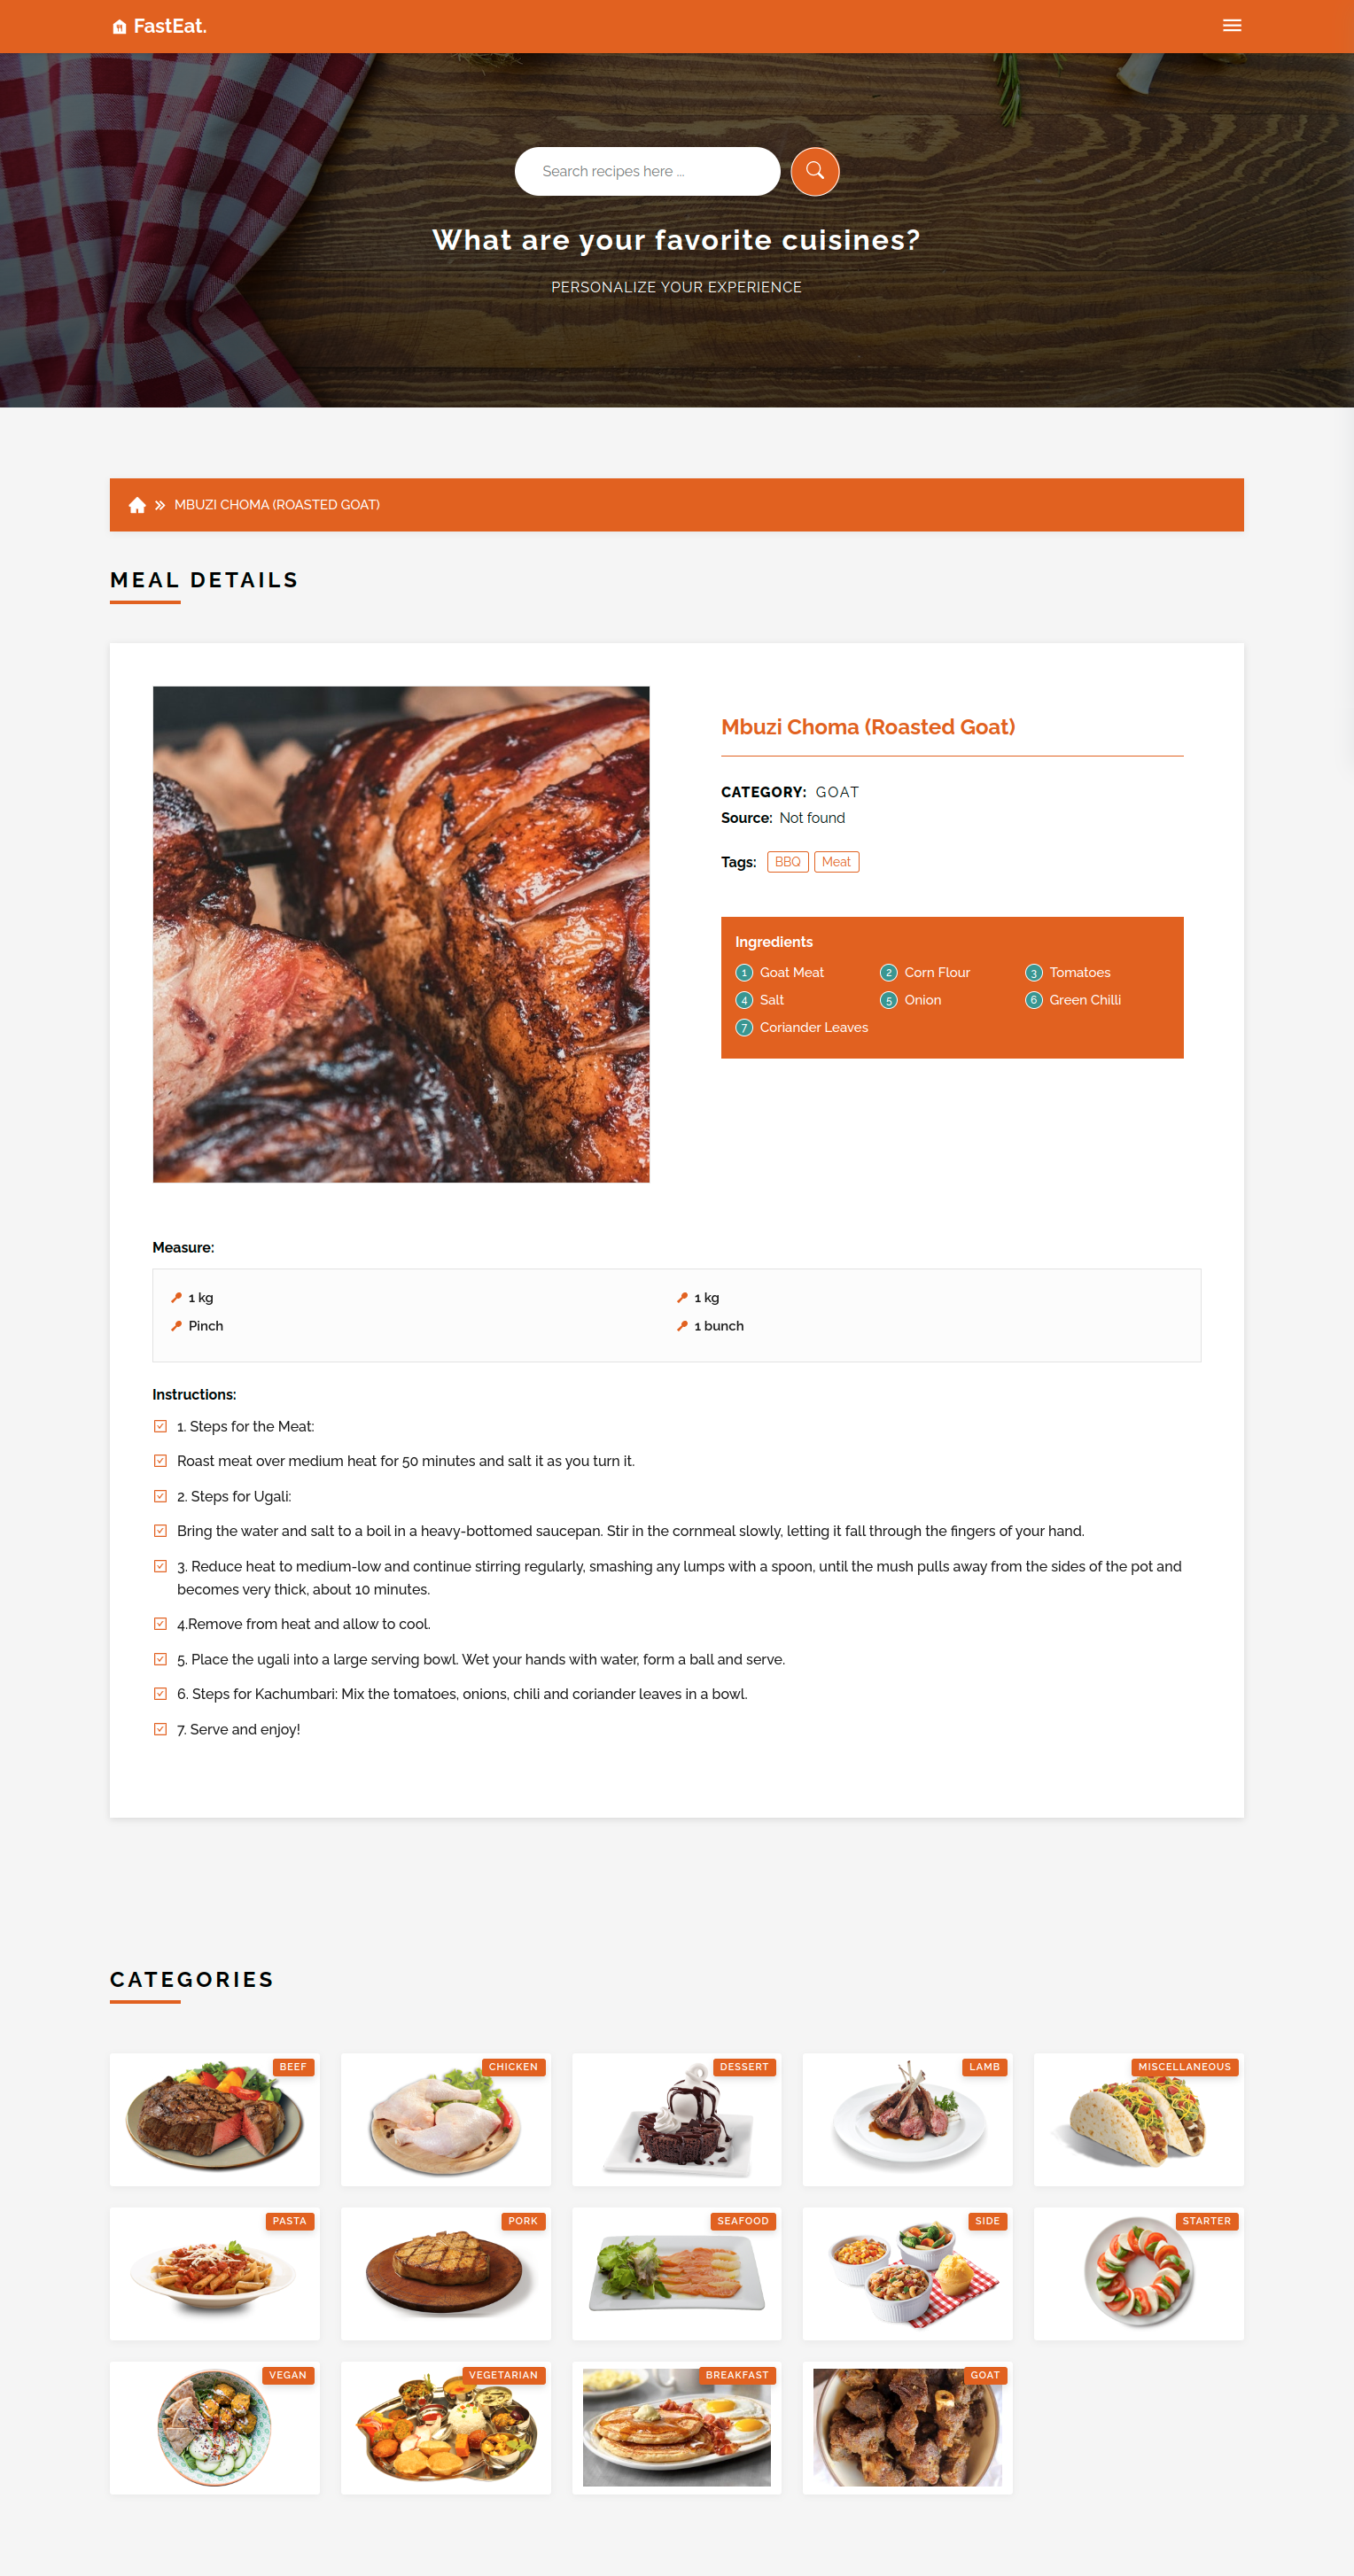 FastEat.
Search recipes here ...
What are your favorite cuisines?
PERSONALIZE YOUR EXPERIENCE
MBUZI CHOMA (ROASTED GOAT)
MEAL DETAILS
Mbuzi Choma (Roasted Goat)
CATEGORY: GOAT
Source: Not found
Tags: BBQ Meat
Ingredients
1 Goat Meat 2 Corn Flour 3 Tomatoes
4 Salt 5 Onion 6 Green Chilli
7 Coriander Leaves
Measure:
1 kg 1 kg
Pinch 1 bunch
Instructions:
1. Steps for the Meat:
Roast meat over medium heat for 50 minutes and salt it as you turn it.
2. Steps for Ugali:
Bring the water and salt to a boil in a heavy-bottomed saucepan. Stir in the cornmeal slowly, letting it fall through the fingers of your hand.
3. Reduce heat to medium-low and continue stirring regularly, smashing any lumps with a spoon, until the mush pulls away from the sides of the pot and
becomes very thick, about 10 minutes.
4.Remove from heat and allow to cool.
5. Place the ugali into a large serving bowl. Wet your hands with water, form a ball and serve.
6. Steps for Kachumbari: Mix the tomatoes, onions, chili and coriander leaves in a bowl.
7. Serve and enjoy!
CATEGORIES
BEEF CHICKEN DESSERT LAMB MISCELLANEOUS
PASTA PORK SEAFOOD SIDE STARTER
VEGAN VEGETARIAN BREAKFAST GOAT